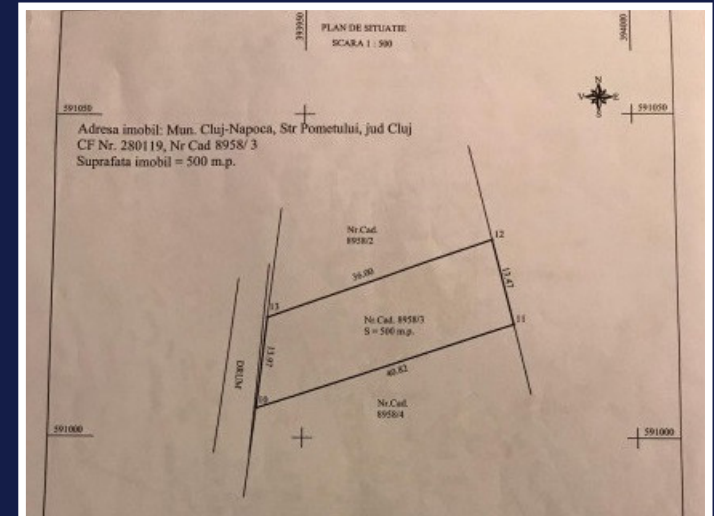 393950
394000
PLAN DE SITUATIE
SCARA 1 : 500
N
V E
S
591050
591050
Adresa imobil: Mun. Cluj-Napoca, Str Pometului, jud Cluj
CF Nr. 280119, Nr Cad 8958/ 3
Suprafata imobil = 500 m.p.
Nr.Cad.
8958/2
12
36.00
13.47
13
Nr.Cad. 8958/3
S = 500 m.p.
11
13.97
DRUM
40.82
10
Nr.Cad.
8958/4
591000
591000